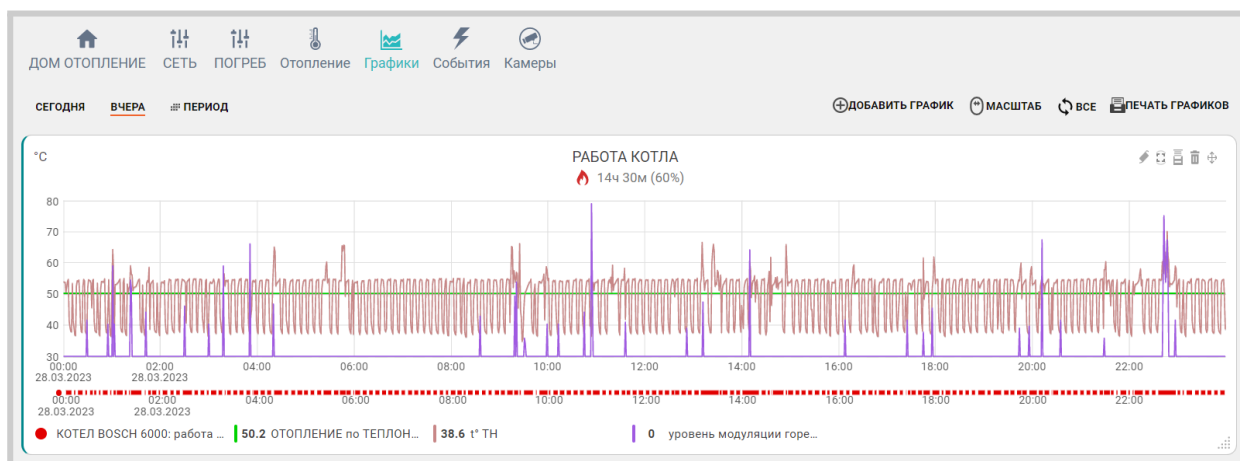 ДОМ ОТОПЛЕНИЕ СЕТЬ ПОГРЕБ Отопление Графики События Камеры
СЕГОДНЯ ВЧЕРА ПЕРИОД ДОБАВИТЬ ГРАФИК МАСШТАБ ВСЕ ПЕЧАТЬ ГРАФИКОВ
°C РАБОТА КОТЛА
14ч 30м (60%)
80
70
60
50
40
30
00:00 02:00 04:00 06:00 08:00 10:00 12:00 14:00 16:00 18:00 20:00 22:00
28.03.2023 28.03.2023
00:00 02:00 04:00 06:00 08:00 10:00 12:00 14:00 16:00 18:00 20:00 22:00
28.03.2023 28.03.2023
КОТЕЛ BOSCH 6000: работа ... 50.2 ОТОПЛЕНИЕ по ТЕПЛОН... 38.6 t° ТН 0 уровень модуляции горе...